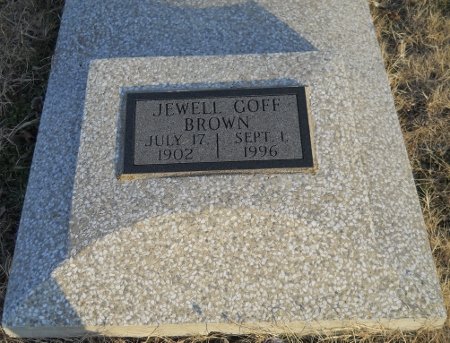 JEWELL GOFF
BROWN
JULY 17, SEPT. 1,
1902 1996